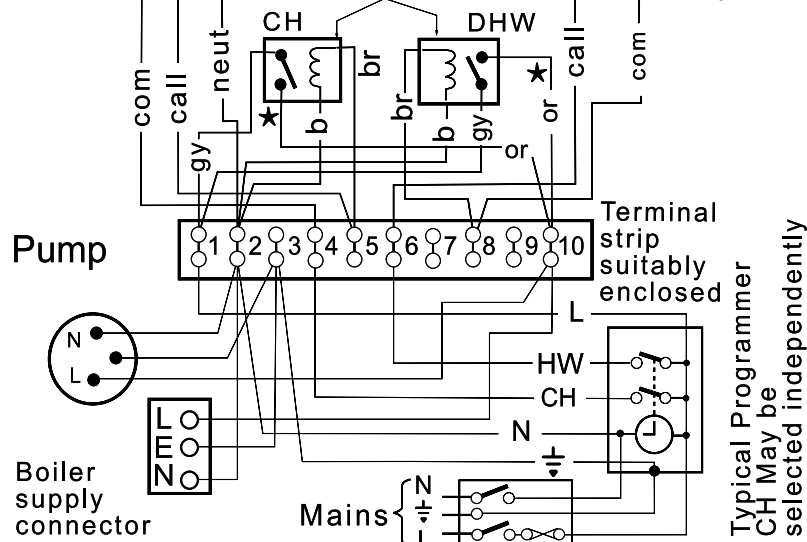 CH
DHW
com
call
neut
br
br
b
b
gy
gy
or
or
call
com
1 2 3 4 5 6 7 8 9 10
Terminal
strip
suitably
enclosed
Pump
N
L
L
HW
CH
N
L
E
N
Boiler
supply
connector
Mains
N
L
Typical Programmer
CH May be
selected independently